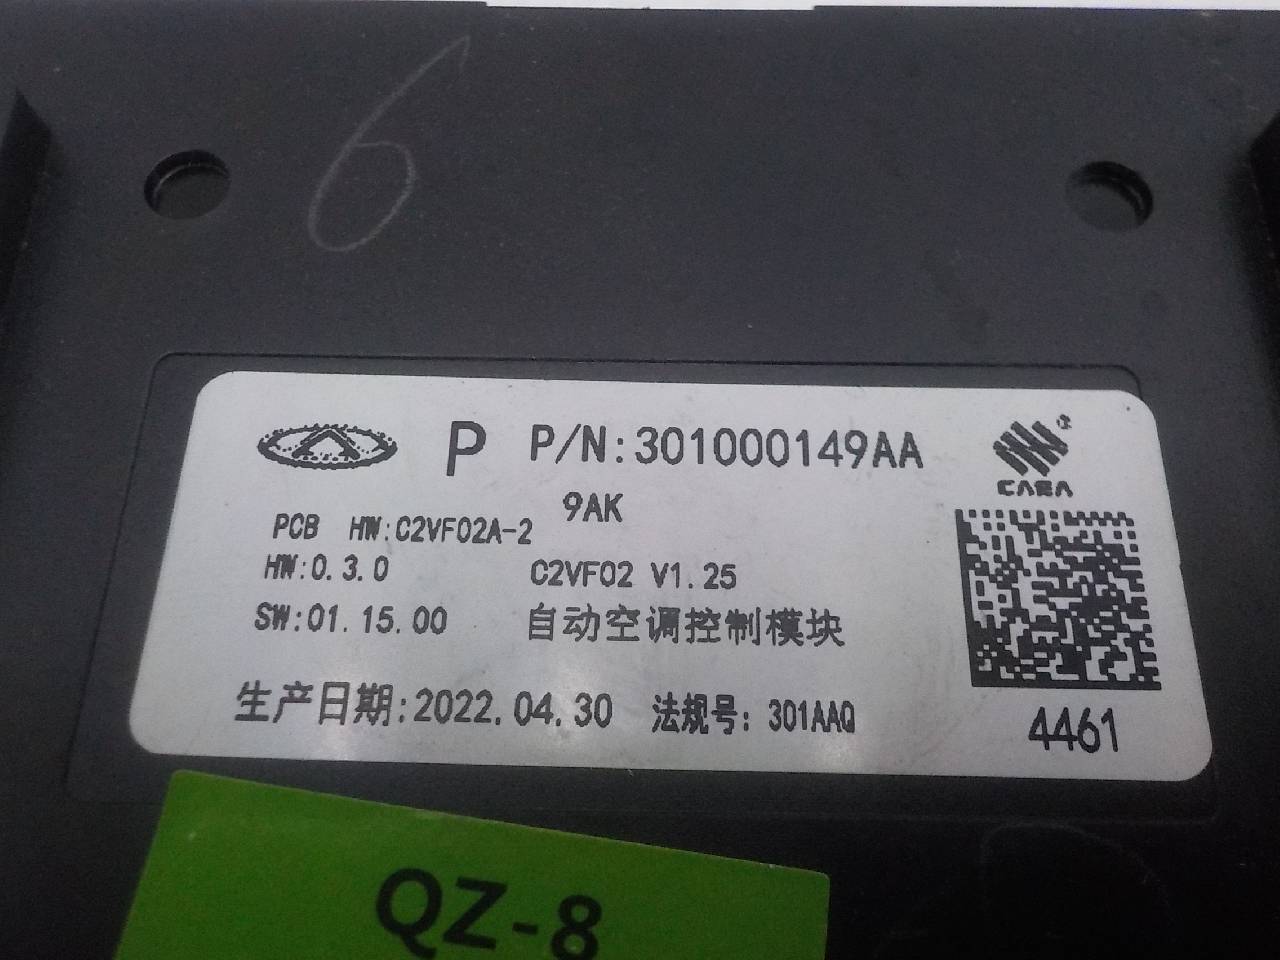 6
P P/N:301000149AA
CAERA
9AK
PCB HW:C2VF02A-2
HW:0.3.0 C2VF02 V1.25
SW:01.15.00 自动空调控制模块
生产日期:2022.04.30 法规号: 301AAQ
4461
QZ-8